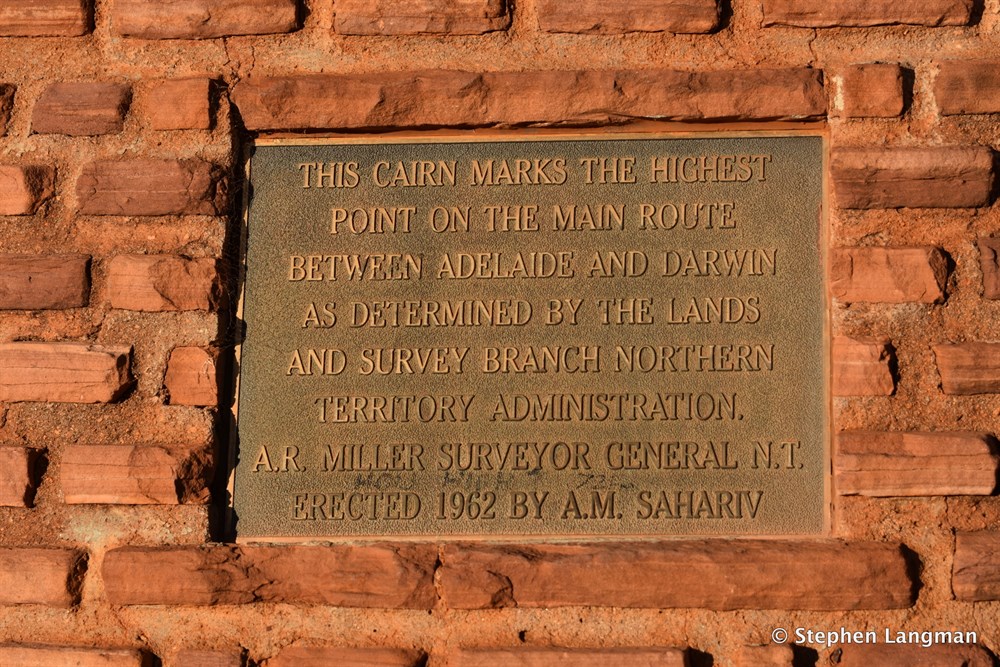 THIS CAIRN MARKS THE HIGHEST
POINT ON THE MAIN ROUTE
BETWEEN ADELAIDE AND DARWIN
AS DETERMINED BY THE LANDS
AND SURVEY BRANCH NORTHERN
TERRITORY ADMINISTRATION.
A.R. MILLER SURVEYOR GENERAL N.T.
ERECTED 1962 BY A.M. SAHARIV
© Stephen Langman